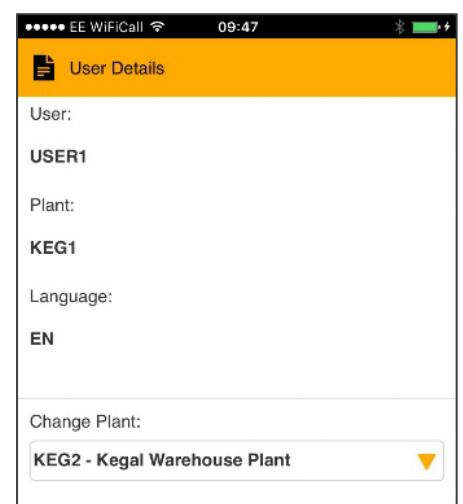 EE WiFiCall 09:47
User Details
User:
USER1
Plant:
KEG1
Language:
EN
Change Plant:
KEG2 - Kegal Warehouse Plant